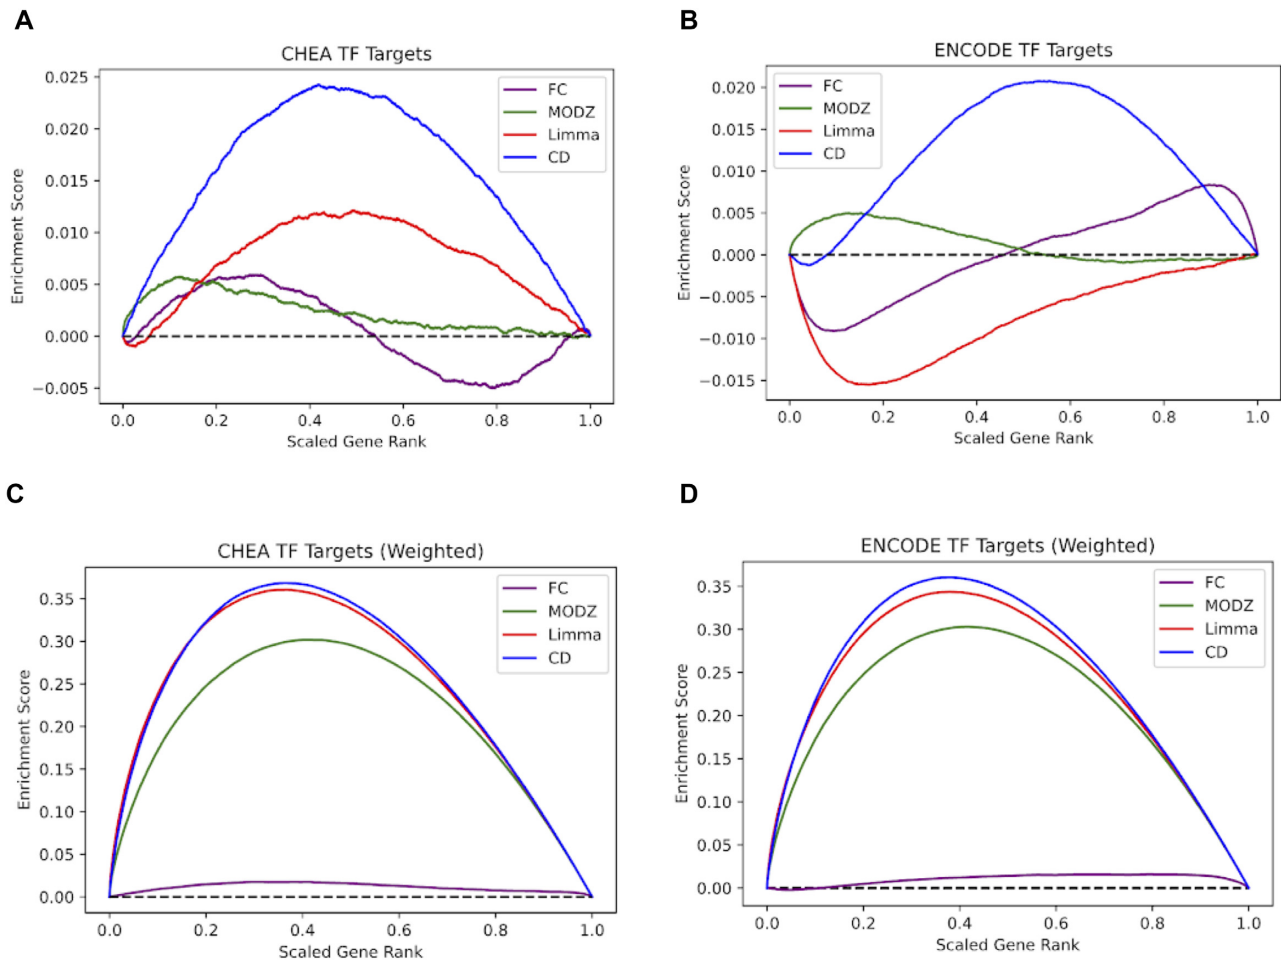 A
CHEA TF Targets
Enrichment Score
0.025
0.020
0.015
0.010
0.005
0.000
−0.005
FC
MODZ
Limma
CD
0.0 0.2 0.4 0.6 0.8 1.0
Scaled Gene Rank
B
ENCODE TF Targets
Enrichment Score
0.020
0.015
0.010
0.005
0.000
−0.005
−0.010
−0.015
FC
MODZ
Limma
CD
0.0 0.2 0.4 0.6 0.8 1.0
Scaled Gene Rank
C
CHEA TF Targets (Weighted)
Enrichment Score
0.35
0.30
0.25
0.20
0.15
0.10
0.05
0.00
FC
MODZ
Limma
CD
0.0 0.2 0.4 0.6 0.8 1.0
Scaled Gene Rank
D
ENCODE TF Targets (Weighted)
Enrichment Score
0.35
0.30
0.25
0.20
0.15
0.10
0.05
0.00
FC
MODZ
Limma
CD
0.0 0.2 0.4 0.6 0.8 1.0
Scaled Gene Rank